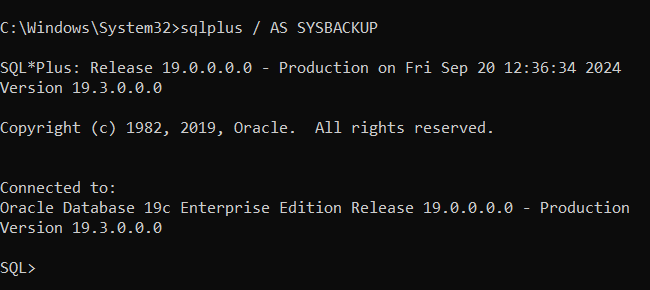 C:\Windows\System32>sqlplus / AS SYSBACKUP
SQL*Plus: Release 19.0.0.0.0 - Production on Fri Sep 20 12:36:34 2024
Version 19.3.0.0.0
Copyright (c) 1982, 2019, Oracle.  All rights reserved.
Connected to:
Oracle Database 19c Enterprise Edition Release 19.0.0.0.0 - Production
Version 19.3.0.0.0
SQL>